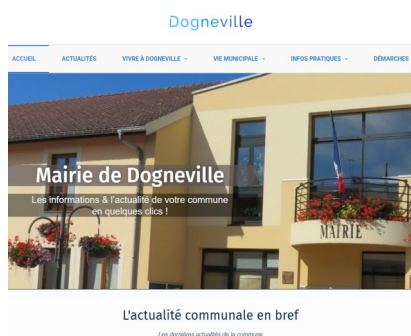 Dogneville
ACCUEIL ACTUALITÉS VIVRE À DOGNEVILLE VIE MUNICIPALE INFOS PRATIQUES DÉMARCHES
Mairie de Dogneville
Les informations & l'actualité de votre commune
en quelques clics !
MAIRIE
L'actualité communale en bref
Les dernières actualités de la commune